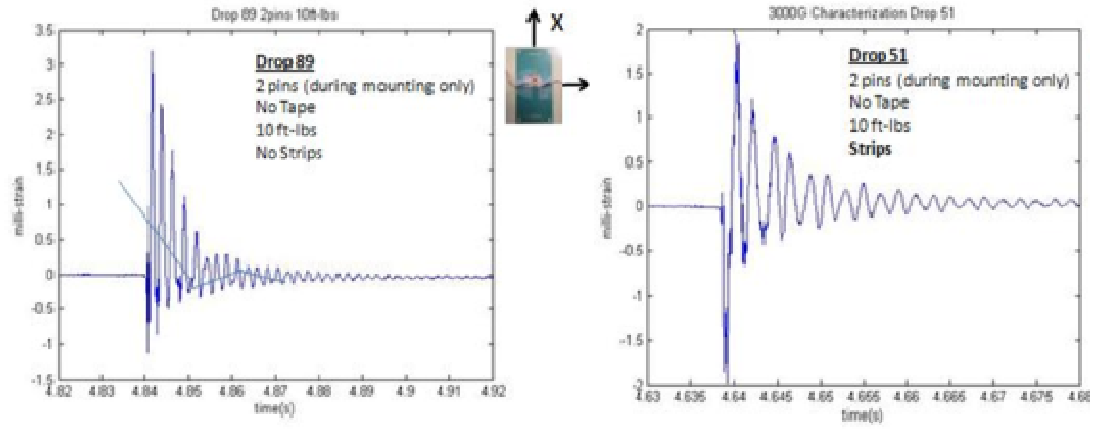 Drop 89 2pins 10ft-lbs
3.5
3
2.5
2
1.5
1
0.5
0
-0.5
-1
-1.5
milli-strain
4.82 4.83 4.84 4.85 4.86 4.87 4.88 4.89 4.9 4.91 4.92
time(s)
Drop 89
2 pins (during mounting only)
No Tape
10 ft-lbs
No Strips
X
3000G Characterization Drop 51
2
1.5
1
0.5
0
-0.5
-1
-1.5
-2
milli-strain
4.63 4.635 4.64 4.645 4.65 4.655 4.66 4.665 4.67 4.675 4.68
time(s)
Drop 51
2 pins (during mounting only)
No Tape
10 ft-lbs
Strips